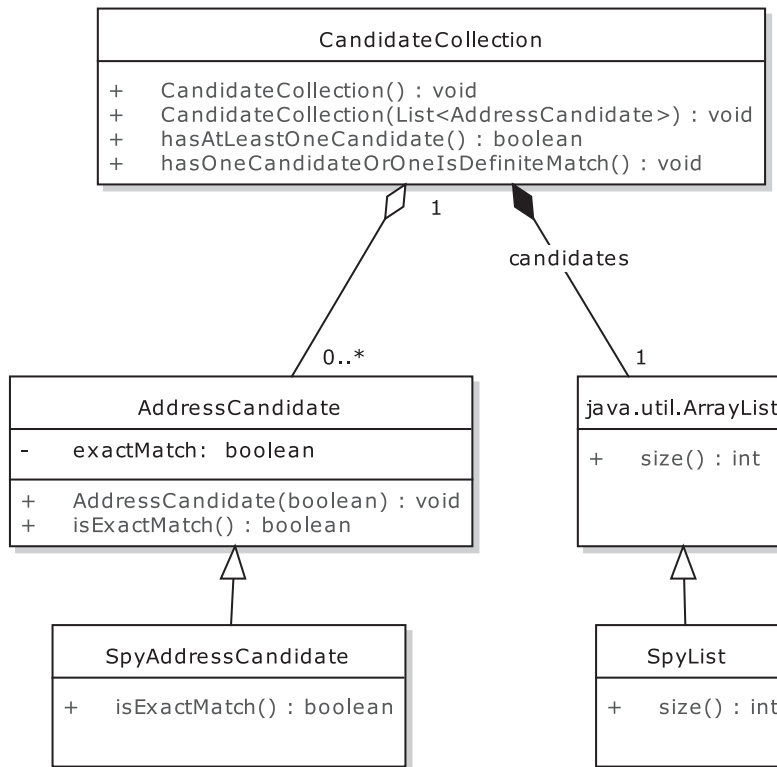 CandidateCollection
+ CandidateCollection() : void
+ CandidateCollection(List<AddressCandidate>) : void
+ hasAtLeastOneCandidate() : boolean
+ hasOneCandidateOrOneIsDefiniteMatch() : void
1
candidates
0..*
1
AddressCandidate
- exactMatch: boolean
+ AddressCandidate(boolean) : void
+ isExactMatch() : boolean
java.util.ArrayList
+ size() : int
SpyAddressCandidate
+ isExactMatch() : boolean
SpyList
+ size() : int